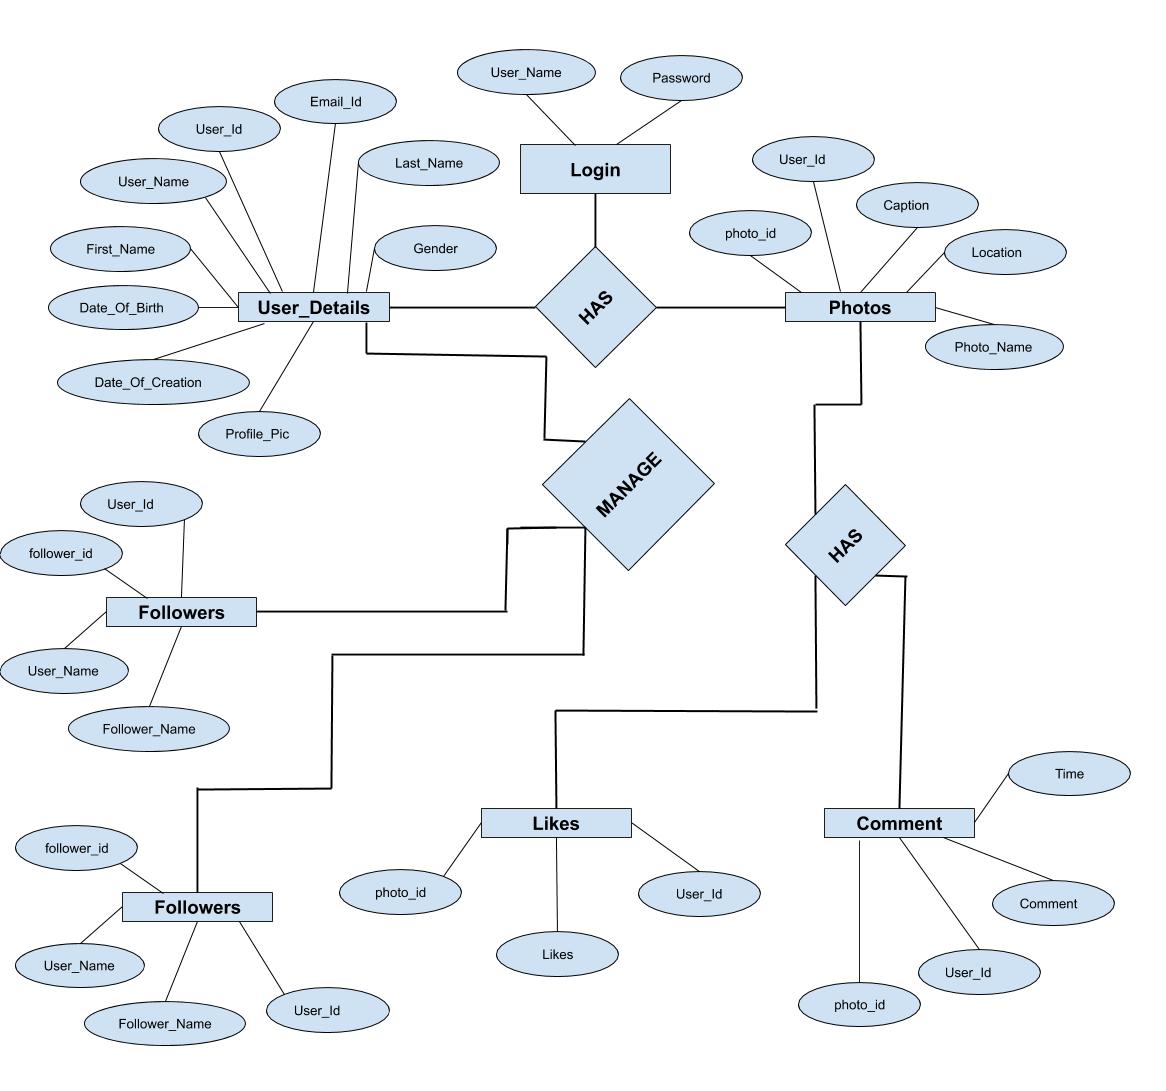 User_Name
Password
Email_Id
User_Id
Last_Name
User_Name
Login
User_Id
Caption
photo_id
Location
First_Name
Gender
Date_Of_Birth
User_Details
HAS
Photos
Photo_Name
Date_Of_Creation
Profile_Pic
MANAGE
User_Id
follower_id
HAS
Followers
User_Name
Follower_Name
Time
Likes
Comment
follower_id
photo_id
User_Id
Comment
Followers
User_Name
Likes
User_Id
Follower_Name
User_Id
photo_id